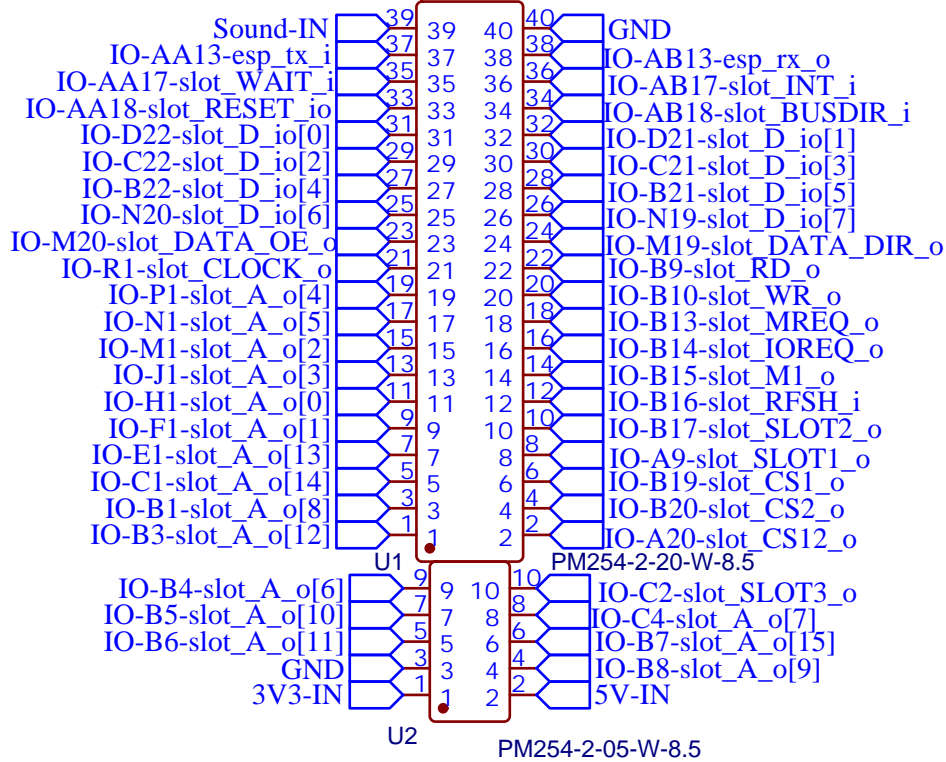 Sound-IN 39 39 40 40 GND
IO-AA13-esp_tx_i 37 37 38 38 IO-AB13-esp_rx_o
IO-AA17-slot_WAIT_i 35 35 36 36 IO-AB17-slot_INT_i
IO-AA18-slot_RESET_io 33 33 34 34 IO-AB18-slot_BUSDIR_i
IO-D22-slot_D_io[0] 31 31 32 32 IO-D21-slot_D_io[1]
IO-C22-slot_D_io[2] 29 29 30 30 IO-C21-slot_D_io[3]
IO-B22-slot_D_io[4] 27 27 28 28 IO-B21-slot_D_io[5]
IO-N20-slot_D_io[6] 25 25 26 26 IO-N19-slot_D_io[7]
IO-M20-slot_DATA_OE_o 23 23 24 24 IO-M19-slot_DATA_DIR_o
IO-R1-slot_CLOCK_o 21 21 22 22 IO-B9-slot_RD_o
IO-P1-slot_A_o[4] 19 19 20 20 IO-B10-slot_WR_o
IO-N1-slot_A_o[5] 17 17 18 18 IO-B13-slot_MREQ_o
IO-M1-slot_A_o[2] 15 15 16 16 IO-B14-slot_IOREQ_o
IO-J1-slot_A_o[3] 13 13 14 14 IO-B15-slot_M1_o
IO-H1-slot_A_o[0] 11 11 12 12 IO-B16-slot_RFSH_i
IO-F1-slot_A_o[1] 9 9 10 10 IO-B17-slot_SLOT2_o
IO-E1-slot_A_o[13] 7 7 8 8 IO-A9-slot_SLOT1_o
IO-C1-slot_A_o[14] 5 5 6 6 IO-B19-slot_CS1_o
IO-B1-slot_A_o[8] 3 3 4 4 IO-B20-slot_CS2_o
IO-B3-slot_A_o[12] 1 1 2 2 IO-A20-slot_CS12_o
U1 PM254-2-20-W-8.5
IO-B4-slot_A_o[6] 9 9 10 10 IO-C2-slot_SLOT3_o
IO-B5-slot_A_o[10] 7 7 8 8 IO-C4-slot_A_o[7]
IO-B6-slot_A_o[11] 5 5 6 6 IO-B7-slot_A_o[15]
GND 3 3 4 4 IO-B8-slot_A_o[9]
3V3-IN 1 1 2 2 5V-IN
U2 PM254-2-05-W-8.5